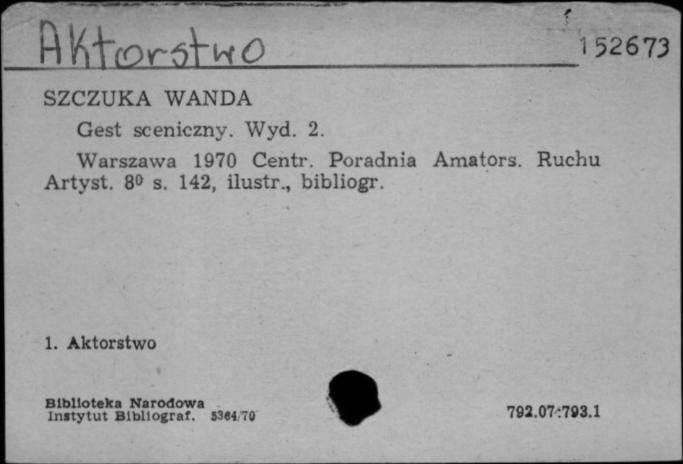 Aktorstwo
152673
SZCZUKA WANDA
Gest sceniczny. Wyd. 2.
Warszawa 1970 Centr. Poradnia Amators. Ruchu
Artyst. 8⁰ s. 142, ilustr., bibliogr.
1. Aktorstwo
Biblioteka Narodowa
Instytut Bibliograf. 5364/70
792.07:793.1